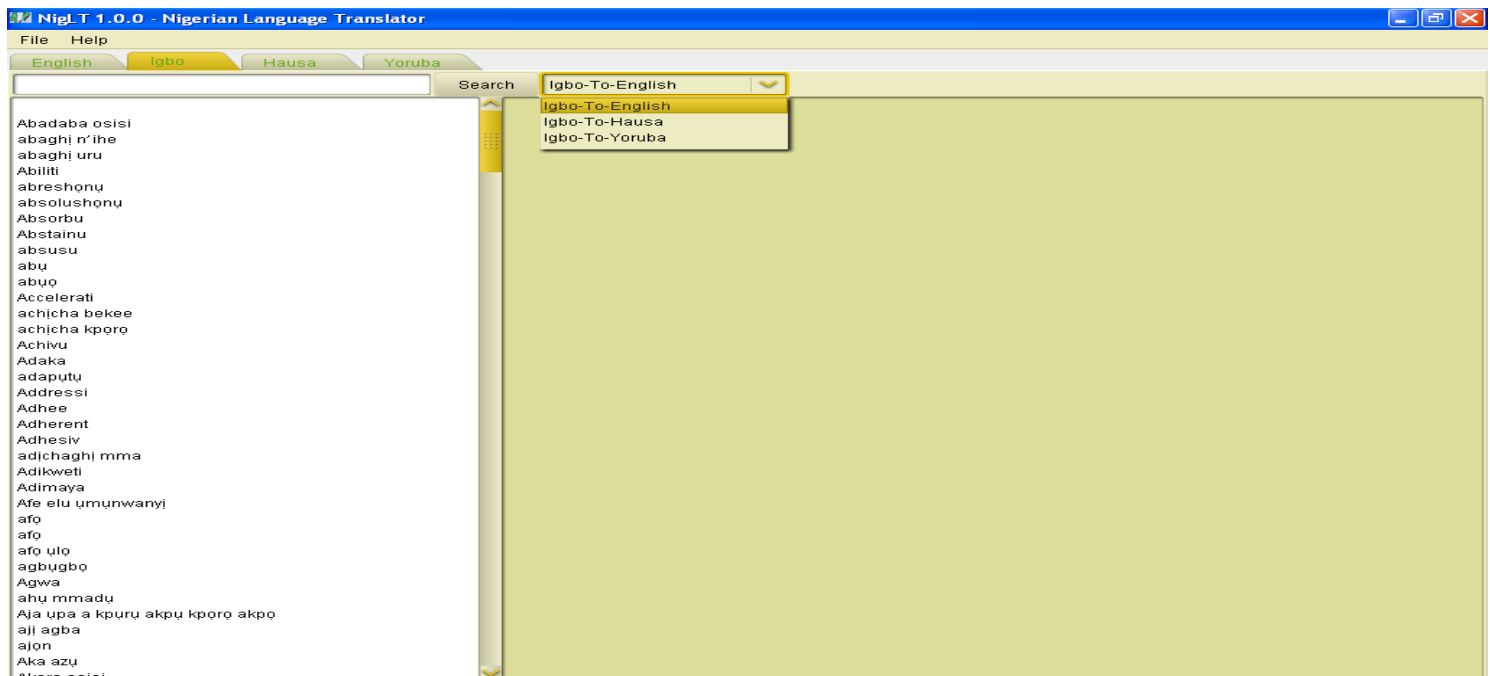 NigLT 1.0.0 - Nigerian Language Translator
File Help
English Igbo Hausa Yoruba
Search Igbo-To-English
Igbo-To-English
Igbo-To-Hausa
Igbo-To-Yoruba
Abadaba osisi
abaghị n'ihe
abaghị uru
Abiliti
abreshọnụ
absolushọnụ
Absorbu
Abstainu
absusu
abụ
abụọ
Accelerati
achịcha bekee
achịcha kpọrọ
Achivu
Adaka
adapụtụ
Addressi
Adhee
Adherent
Adhesiv
adịchaghị mma
Adikweti
Adimaya
Afe elu ụmụnwanyị
afọ
afọ
afọ ụlọ
agbụgbọ
Agwa
ahụ mmadụ
Aja ụpa a kpụrụ akpụ kpọrọ akpọ
ajị agba
ajọn
Aka azụ